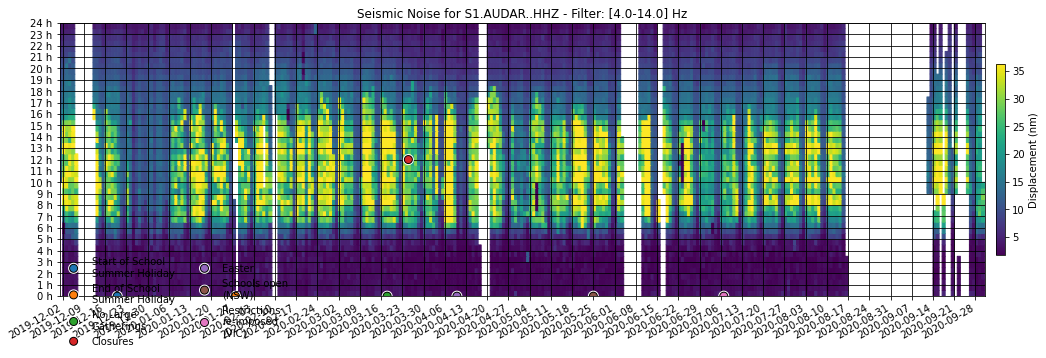 Seismic Noise for S1.AUDAR..HHZ - Filter: [4.0-14.0] Hz
24 h
23 h
22 h
21 h
20 h
19 h
18 h
17 h
16 h
15 h
14 h
13 h
12 h
11 h
10 h
9 h
8 h
7 h
6 h
5 h
4 h
3 h
2 h
1 h
0 h
Start of School
Summer Holiday
End of School
Summer Holiday
No Large
Gatherings
Closures
Easter
Schools open
(NSW)
Restrictions
re-imposed
(VIC)
2019-12-02
2020-01-13
2020-01-20
2020-02-17
2020-02-24
2020-03-02
2020-03-09
2020-03-16
2020-03-23
2020-03-30
2020-04-06
2020-04-13
2020-04-20
2020-04-27
2020-05-04
2020-05-11
2020-05-18
2020-05-25
2020-06-01
2020-06-08
2020-06-15
2020-06-22
2020-06-29
2020-07-06
2020-07-13
2020-07-20
2020-07-27
2020-08-03
2020-08-10
2020-08-17
2020-08-24
2020-08-31
2020-09-07
2020-09-14
2020-09-21
2020-09-28
35
30
25
20
15
10
5
Displacement (nm)